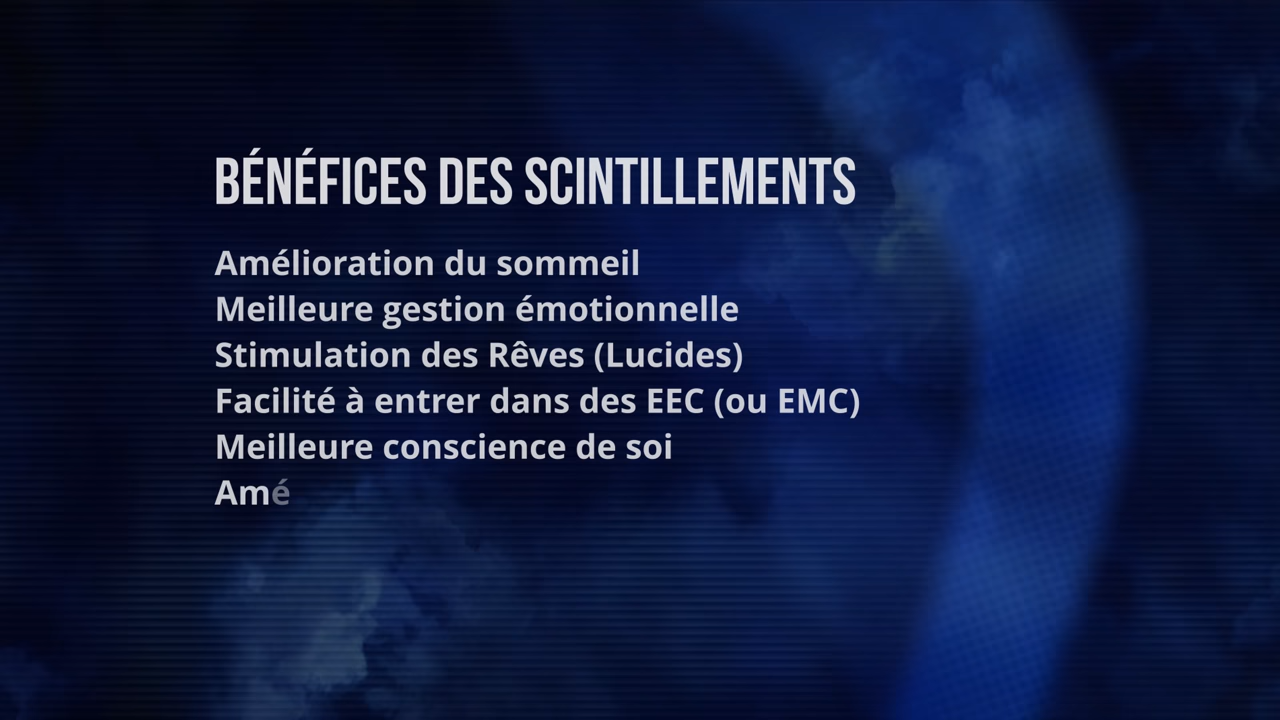 BÉNÉFICES DES SCINTILLEMENTS
Amélioration du sommeil
Meilleure gestion émotionnelle
Stimulation des Rêves (Lucides)
Facilité à entrer dans des EEC (ou EMC)
Meilleure conscience de soi
Amé